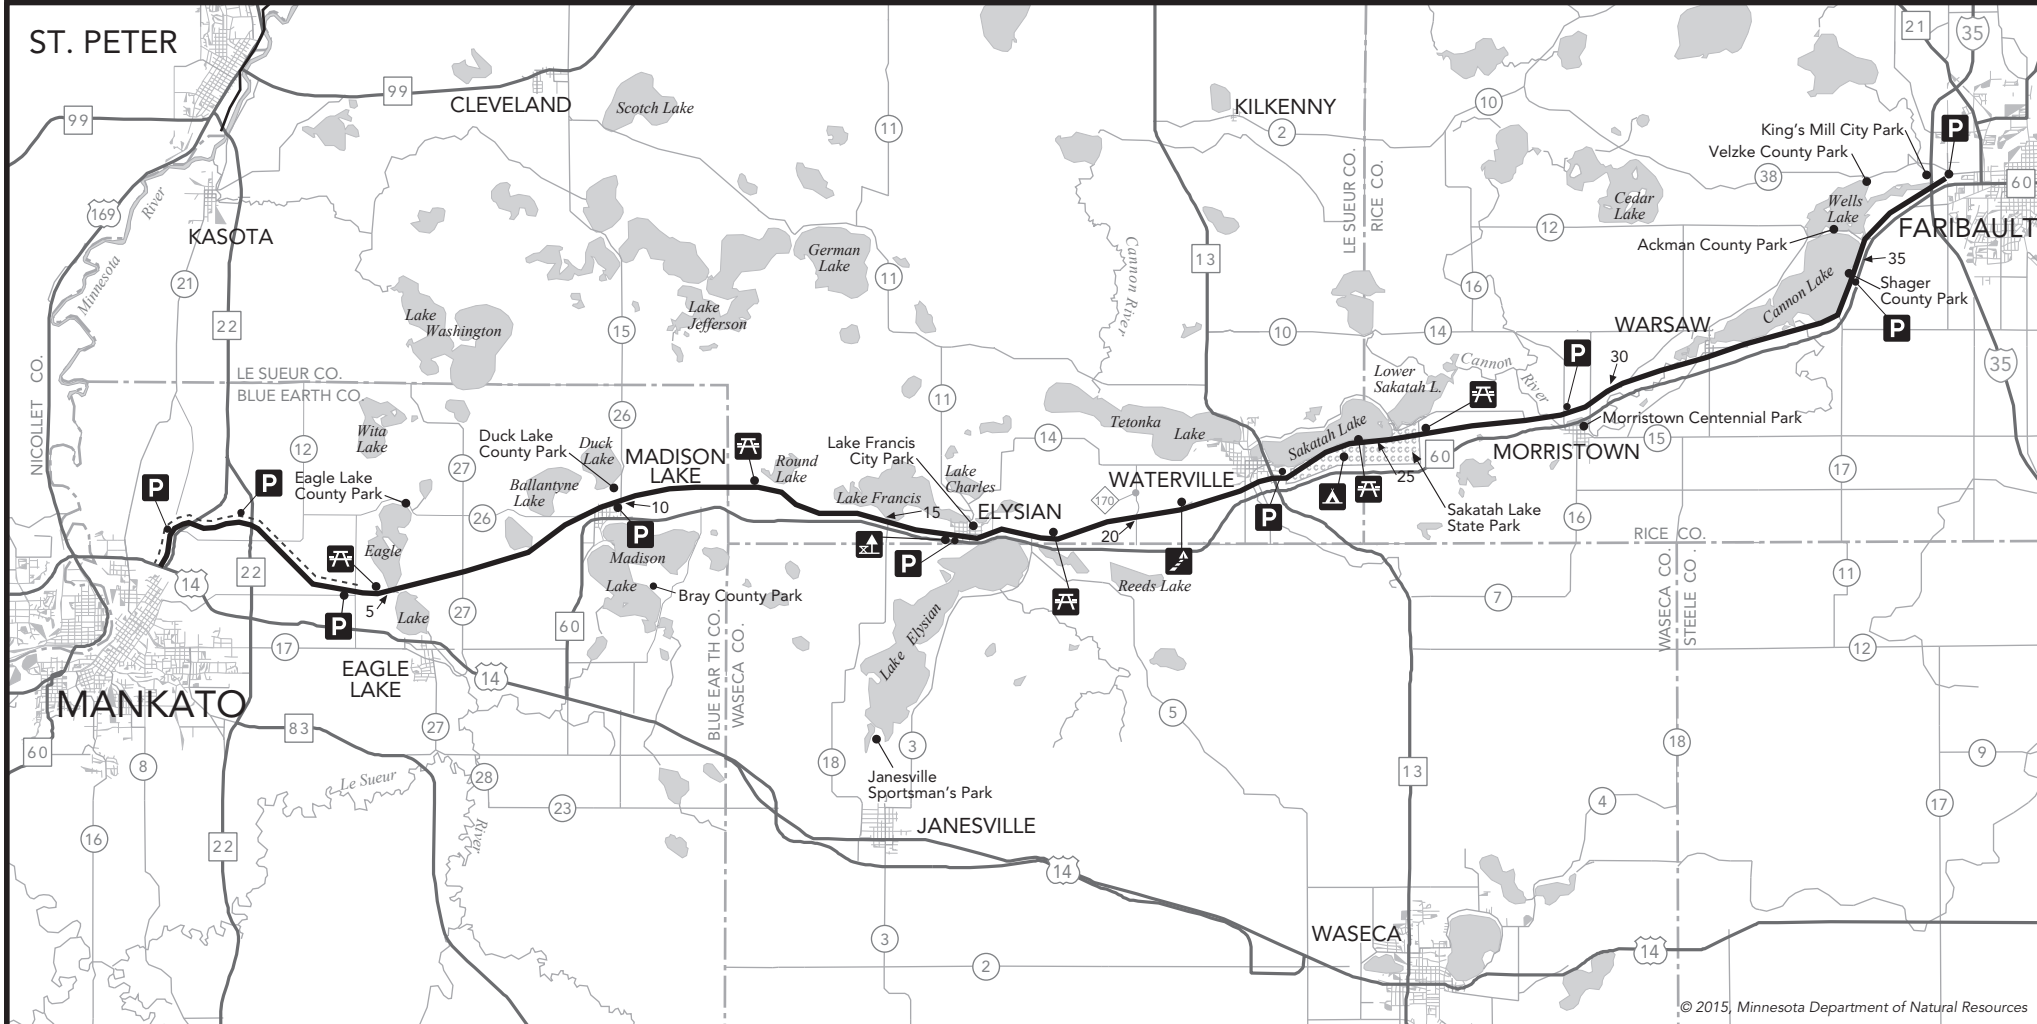 ST. PETER
99
99
CLEVELAND
Scotch Lake
11
KILKENNY
2
10
21
35
King's Mill City Park
P
Velzke County Park
38
60
169
River
KASOTA
Minnesota
21
22
German
Lake
11
Cannon River
13
LE SUEUR CO.
RICE CO.
Cedar
Lake
12
Wells
Lake
FARIBAULT
Ackman County Park
35
Shager
County Park
Cannon Lake
P
16
Lake
Washington
Lake
Jefferson
15
10
14
WARSAW
35
NICOLLET CO.
LE SUEUR CO.
BLUE EARTH CO.
P
30
Cannon
River
Lower
Sakatah L.
Wita
Lake
12
27
26
11
Duck Lake
County Park
Duck
Lake
MADISON
LAKE
Round
Lake
Lake Francis
City Park
Lake
Charles
14
Tetonka
Lake
Sakatah Lake
Morristown Centennial Park
15
MORRISTOWN
60
25
17
P
P
Eagle Lake
County Park
Ballantyne
Lake
26
10
P
Lake Francis
15
ELYSIAN
170
WATERVILLE
20
P
Sakatah Lake
State Park
16
RICE CO.
Eagle
Madison
Lake
P
Reeds Lake
14
22
5
P
Lake
27
60
Bray County Park
Lake Elysian
7
11
WASECA CO.
STEELE CO.
17
EAGLE
LAKE
14
BLUE EARTH CO.
WASECA CO.
12
MANKATO
83
27
5
60
8
Le Sueur
River
28
23
18
3
Janesville
Sportsman's Park
13
18
9
4
17
16
22
JANESVILLE
14
3
2
WASECA
14
© 2015, Minnesota Department of Natural Resources